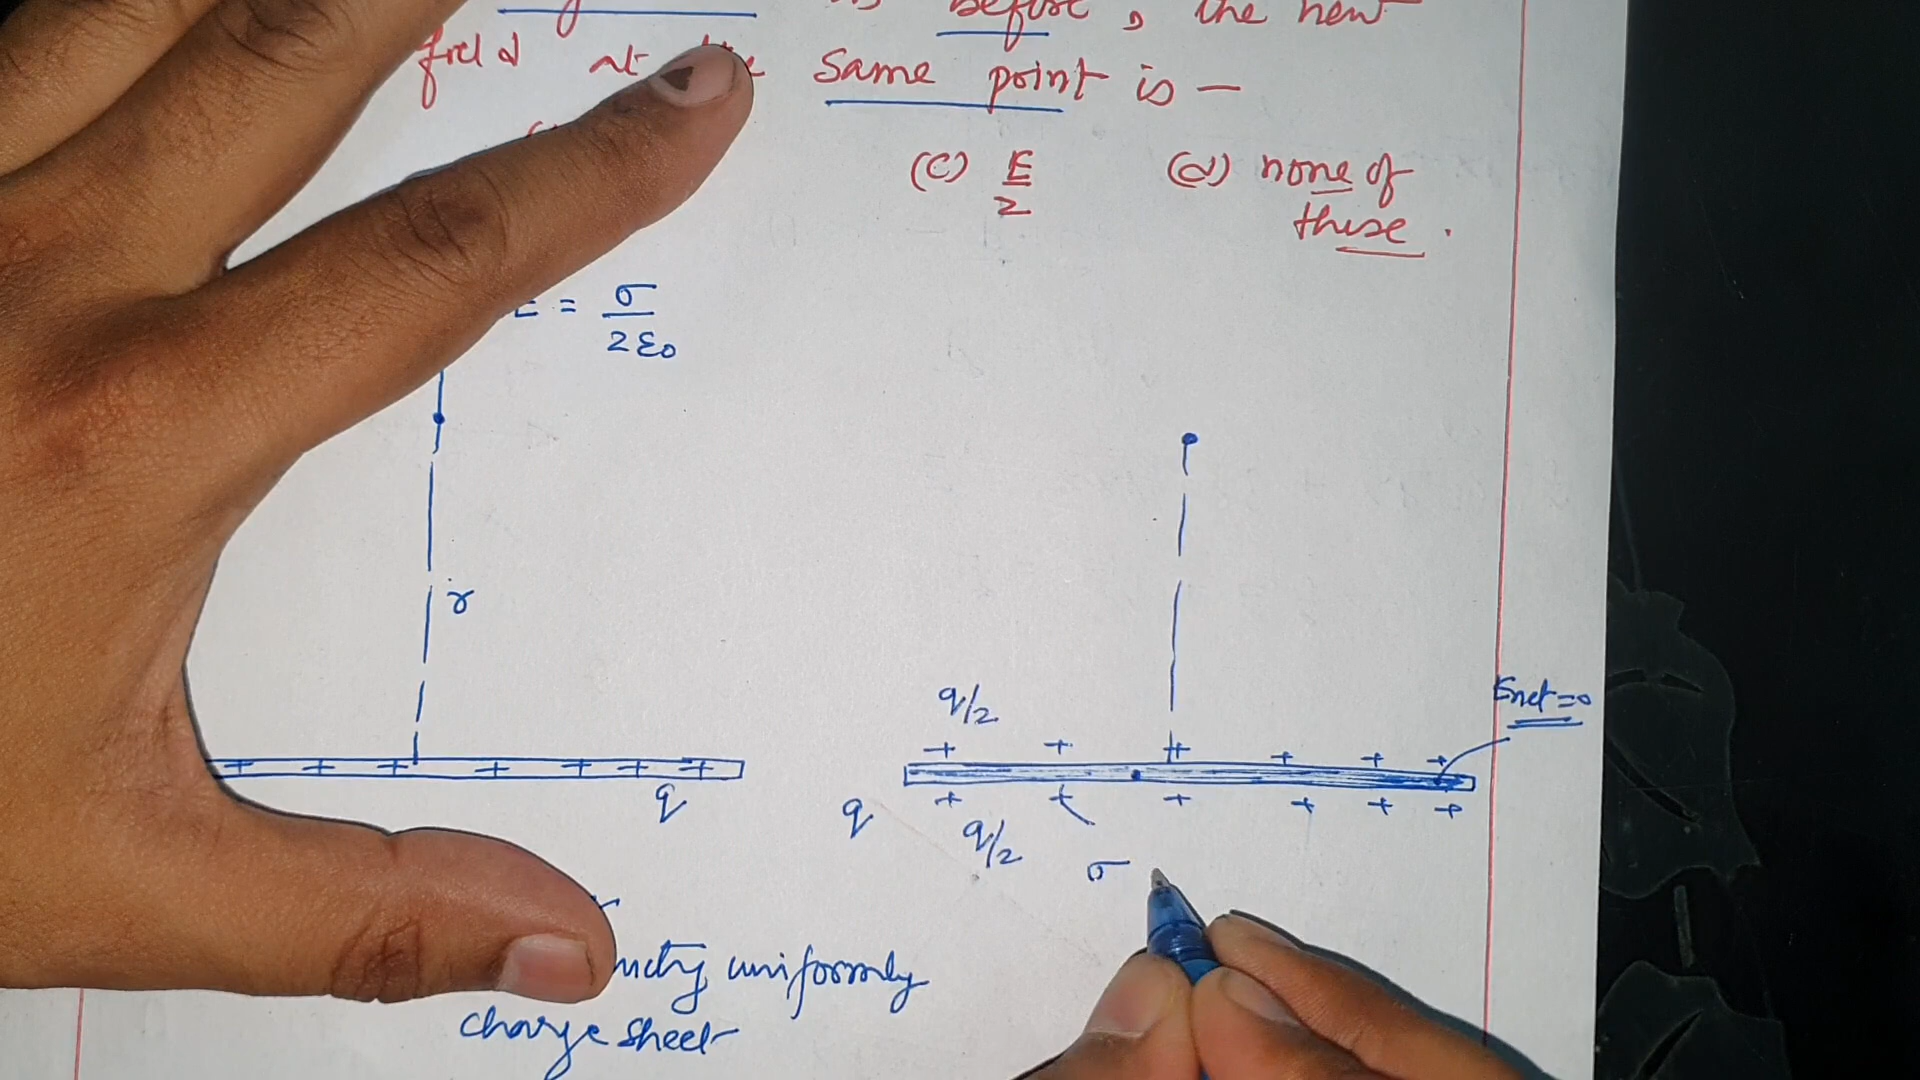 before, the new
field at same point is —
(c) E/2 (d) none of
these.
E = σ/2ε0
r
Enet=0
q/2
q
q
q/2
σ
uniformly
charge sheet